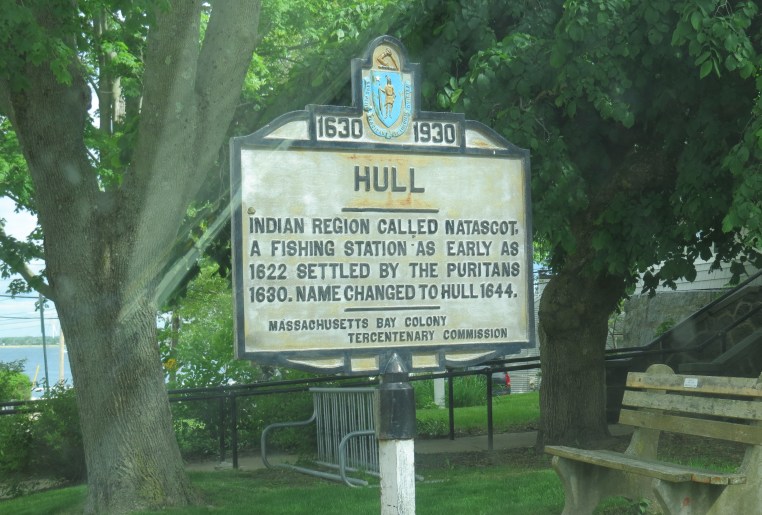 1630 1930
HULL
INDIAN REGION CALLED NATASCOT,
A FISHING STATION AS EARLY AS
1622 SETTLED BY THE PURITANS
1630. NAME CHANGED TO HULL 1644.
MASSACHUSETTS BAY COLONY
TERCENTENARY COMMISSION